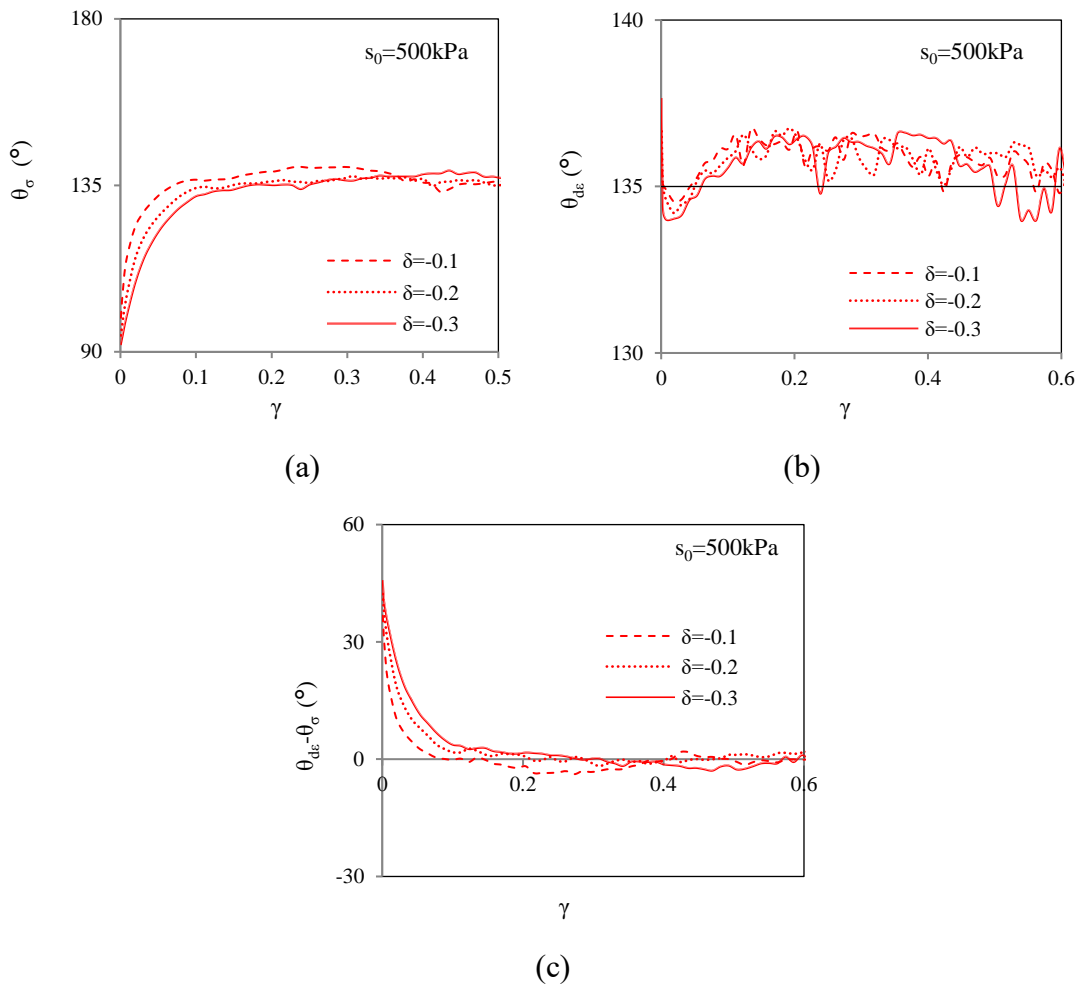 180
s₀=500kPa
θσ (°)
135
δ=-0.1
δ=-0.2
δ=-0.3
90
0 0.1 0.2 0.3 0.4 0.5
γ
(a)
140
s₀=500kPa
θdε (°)
135
δ=-0.1
δ=-0.2
δ=-0.3
130
0 0.2 0.4 0.6
γ
(b)
60
s₀=500kPa
θdε-θσ (°)
30
δ=-0.1
δ=-0.2
δ=-0.3
0
0 0.2 0.4 0.6
-30
γ
(c)